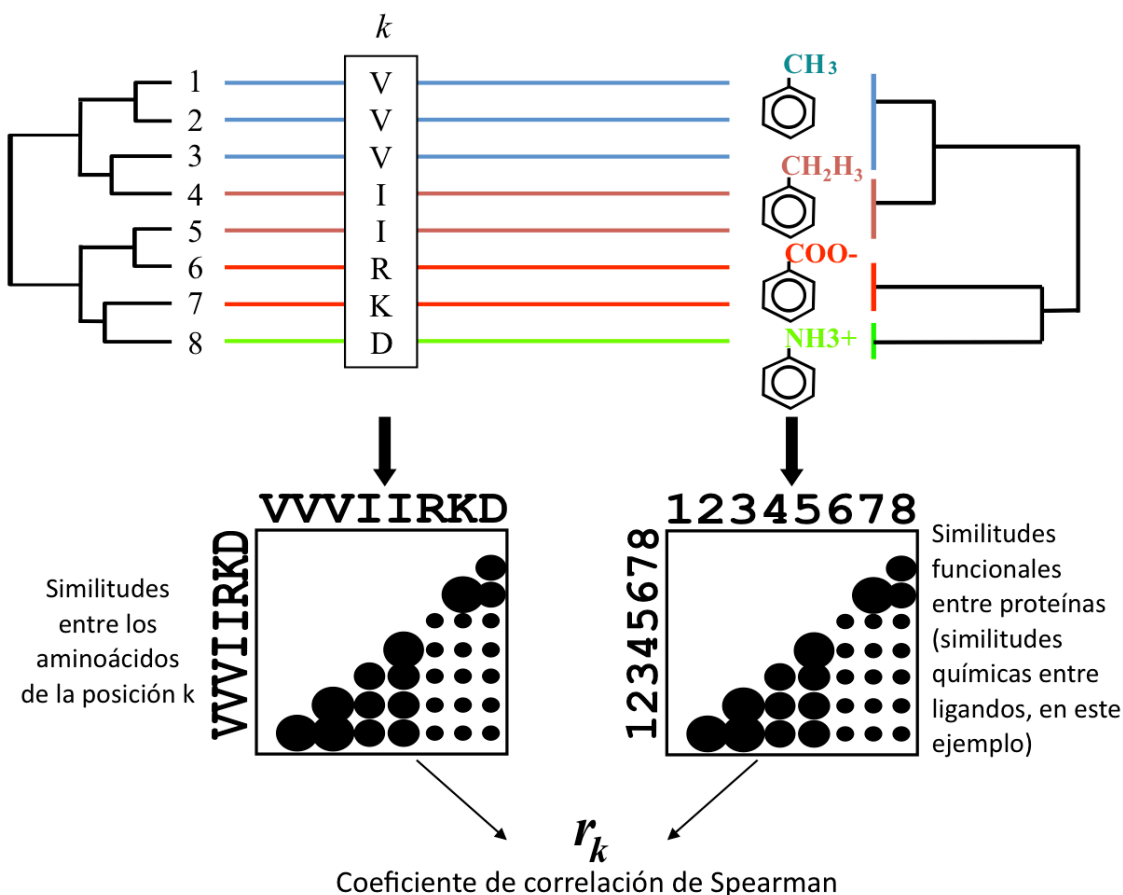 k
1 V CH3
2 V
3 V
4 I CH2H3
5 I
6 R COO-
7 K
8 D NH3+
VVVIIRKD
VVVIIRKD
Similitudes
entre los
aminoácidos
de la posición k
12345678
12345678
Similitudes
funcionales
entre proteínas
(similitudes
químicas entre
ligandos, en este
ejemplo)
rk
Coeficiente de correlación de Spearman